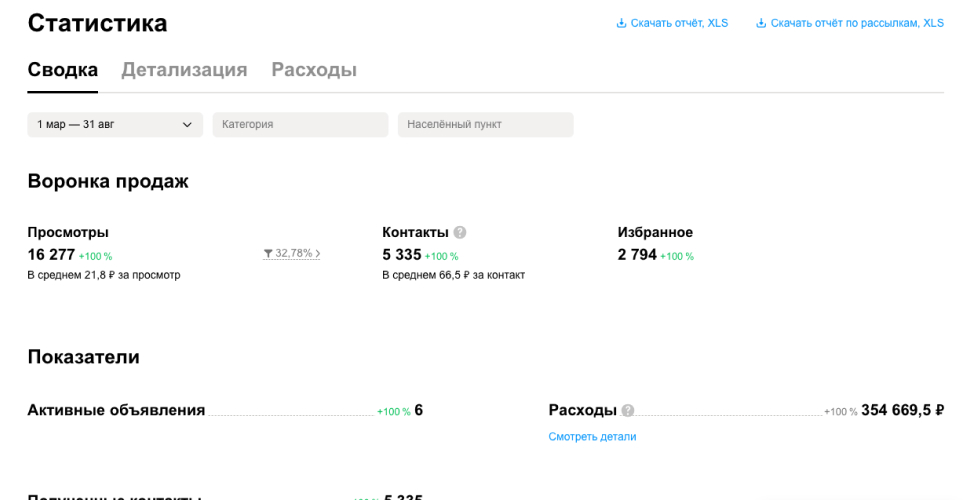 Статистика
Скачать отчёт, XLS
Скачать отчёт по рассылкам, XLS
Сводка Детализация Расходы
1 мар — 31 авг
Категория
Населённый пункт
Воронка продаж
Просмотры
16 277 +100 %
В среднем 21,8 ₽ за просмотр
32,78%
Контакты ?
5 335 +100 %
В среднем 66,5 ₽ за контакт
Избранное
2 794 +100 %
Показатели
Активные объявления +100 % 6
Расходы ? +100 % 354 669,5 ₽
Смотреть детали
Полученные контакты 5 335